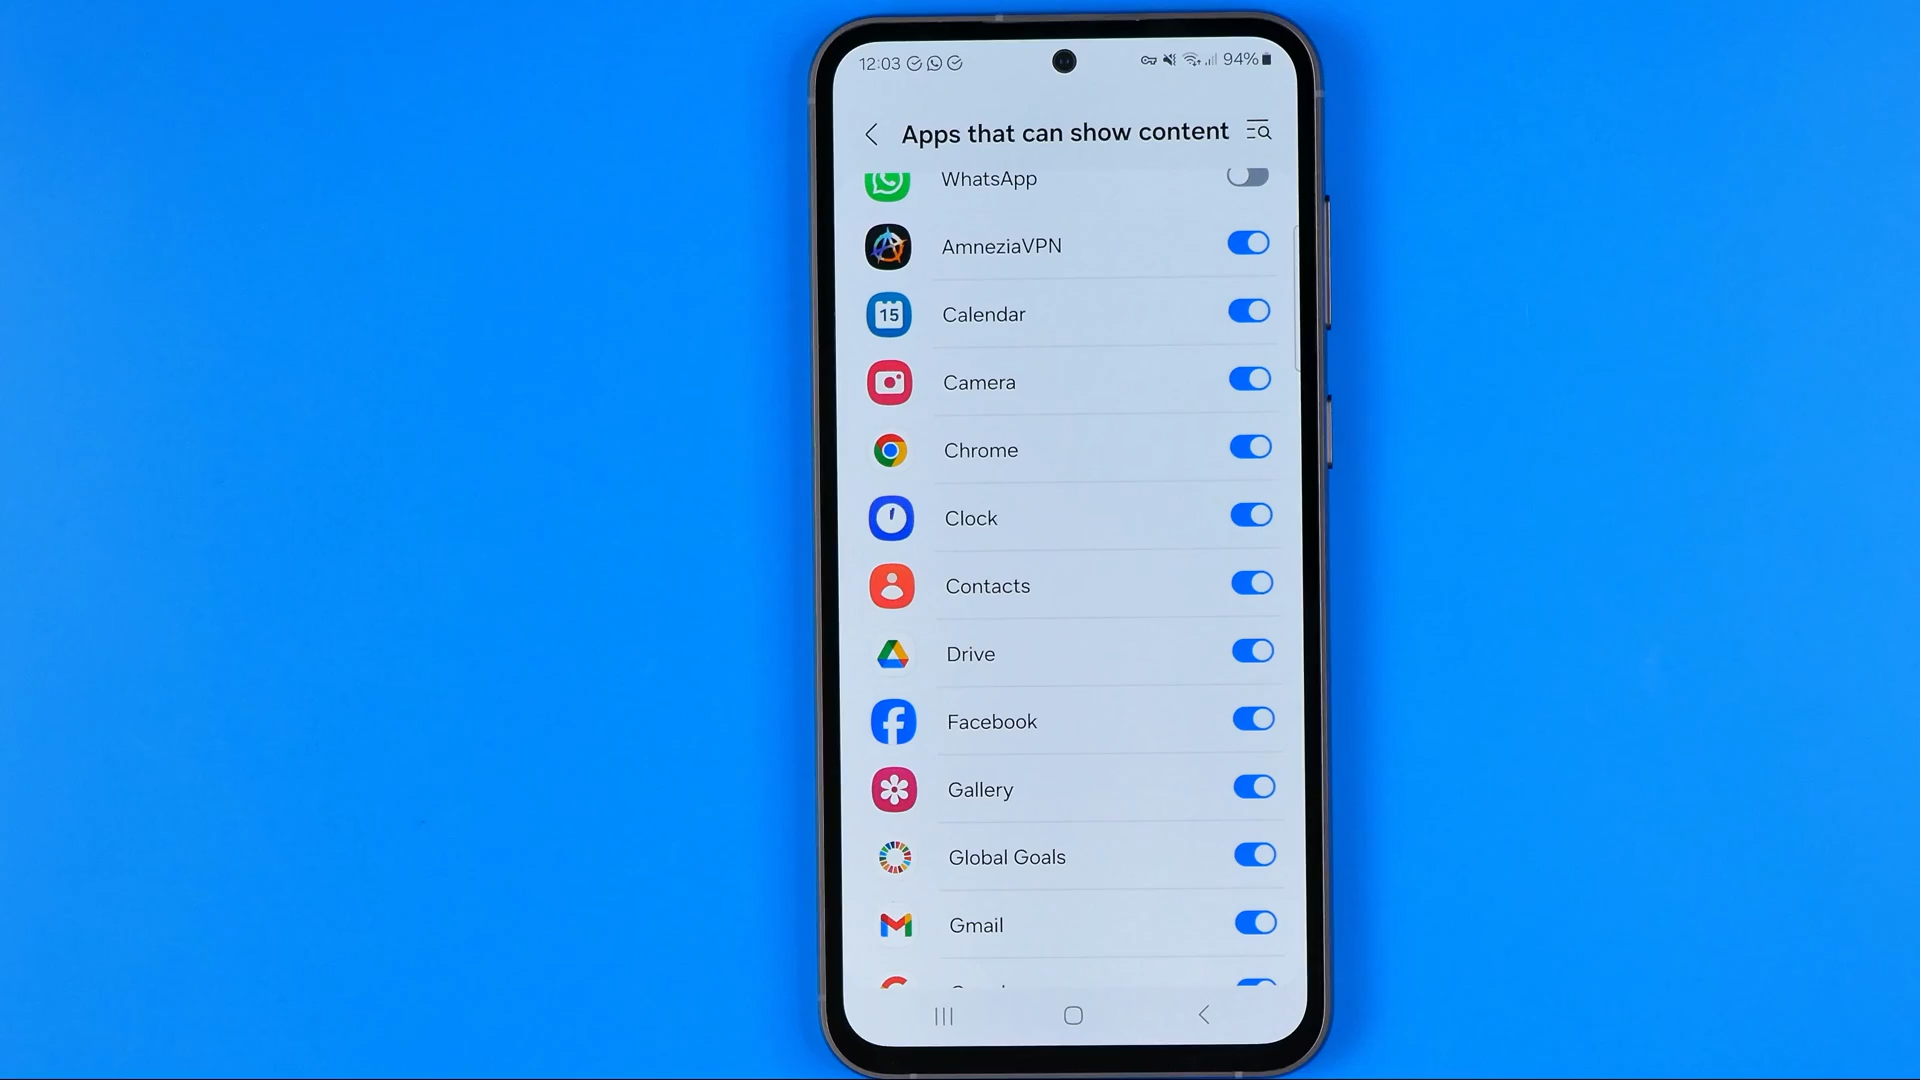 12:03 94%
Apps that can show content
WhatsApp
AmneziaVPN
15 Calendar
Camera
Chrome
Clock
Contacts
Drive
Facebook
Gallery
Global Goals
Gmail